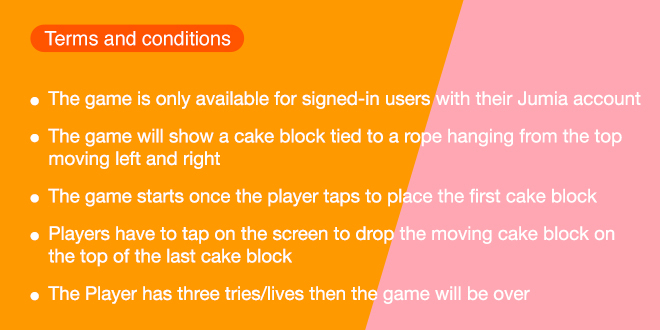 Terms and conditions
• The game is only available for signed-in users with their Jumia account
• The game will show a cake block tied to a rope hanging from the top
moving left and right
• The game starts once the player taps to place the first cake block
• Players have to tap on the screen to drop the moving cake block on
the top of the last cake block
• The Player has three tries/lives then the game will be over